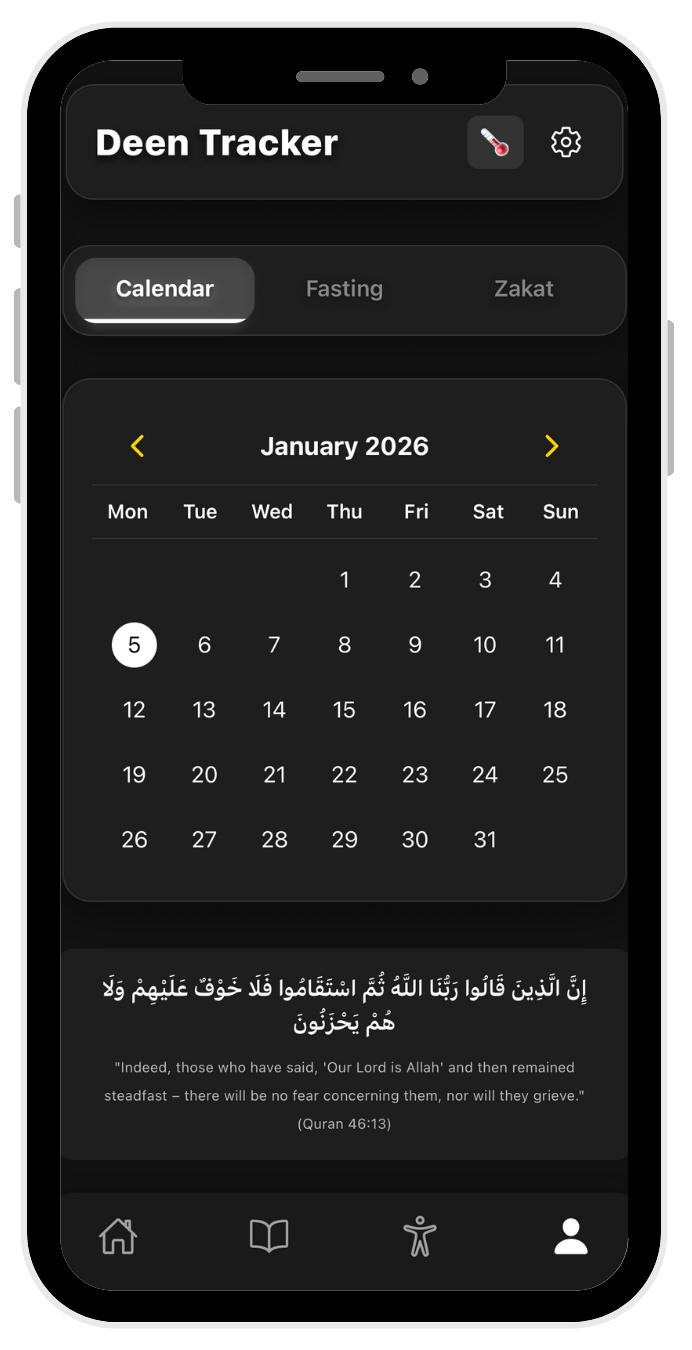 Deen Tracker
Calendar Fasting Zakat
January 2026
Mon Tue Wed Thu Fri Sat Sun
1 2 3 4
5 6 7 8 9 10 11
12 13 14 15 16 17 18
19 20 21 22 23 24 25
26 27 28 29 30 31
إِنَّ الَّذِينَ قَالُوا رَبُّنَا اللَّهُ ثُمَّ اسْتَقَامُوا فَلَا خَوْفٌ عَلَيْهِمْ وَلَا
هُمْ يَحْزَنُونَ
"Indeed, those who have said, 'Our Lord is Allah' and then remained
steadfast – there will be no fear concerning them, nor will they grieve."
(Quran 46:13)